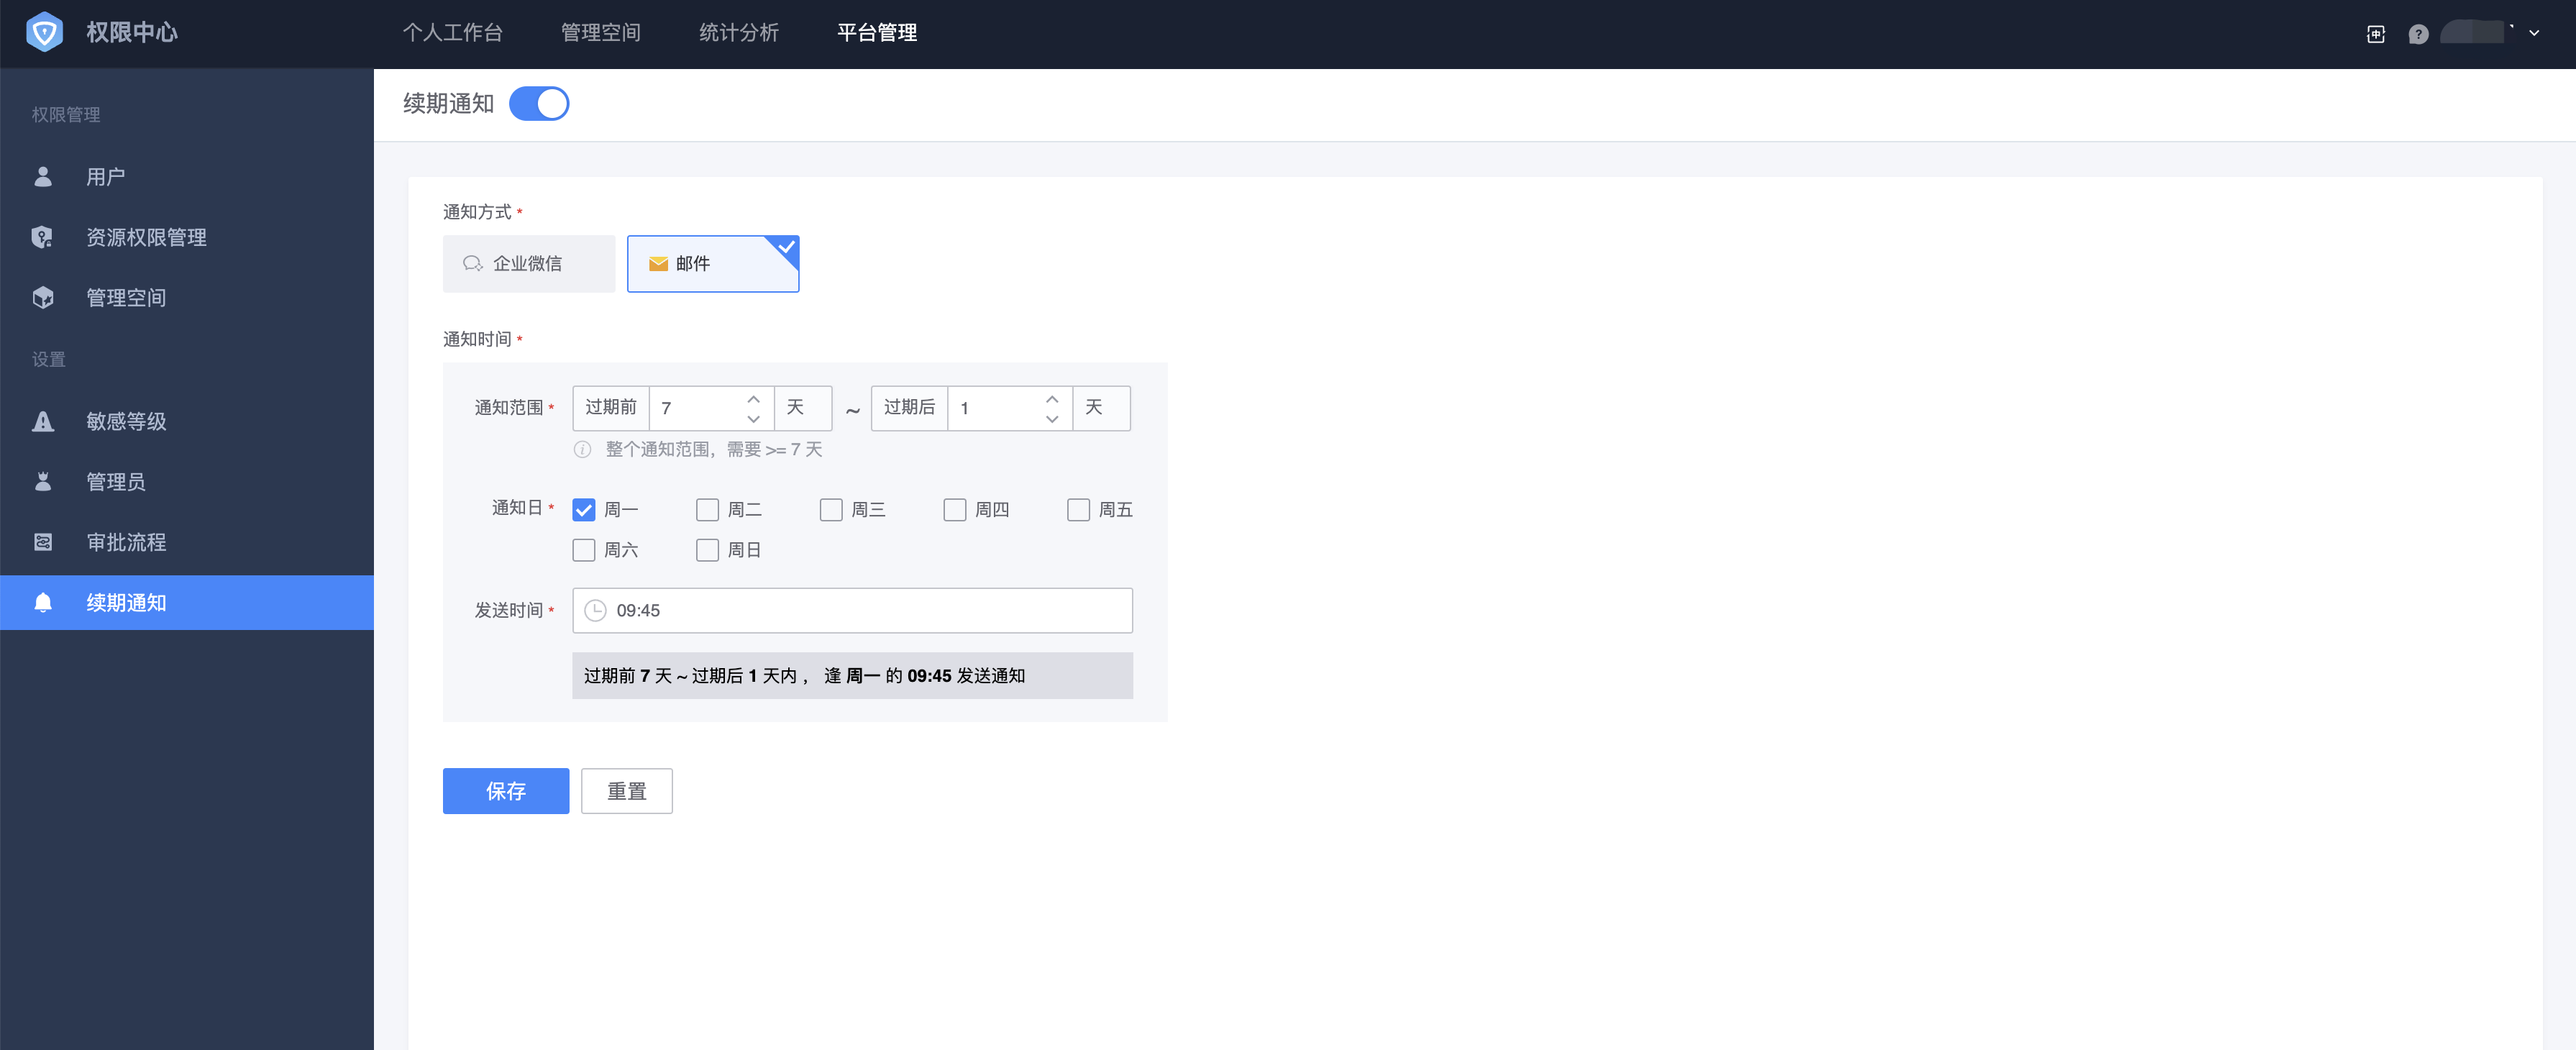 权限中心
个人工作台 管理空间 统计分析 平台管理
权限管理
用户
资源权限管理
管理空间
设置
敏感等级
管理员
审批流程
续期通知
续期通知
通知方式 *
企业微信 邮件
通知时间 *
通知范围 * 过期前 7 天 ~ 过期后 1 天
整个通知范围，需要 >= 7 天
通知日 * 周一 周二 周三 周四 周五
周六 周日
发送时间 * 09:45
过期前 7 天 ~ 过期后 1 天内， 逢 周一 的 09:45 发送通知
保存 重置